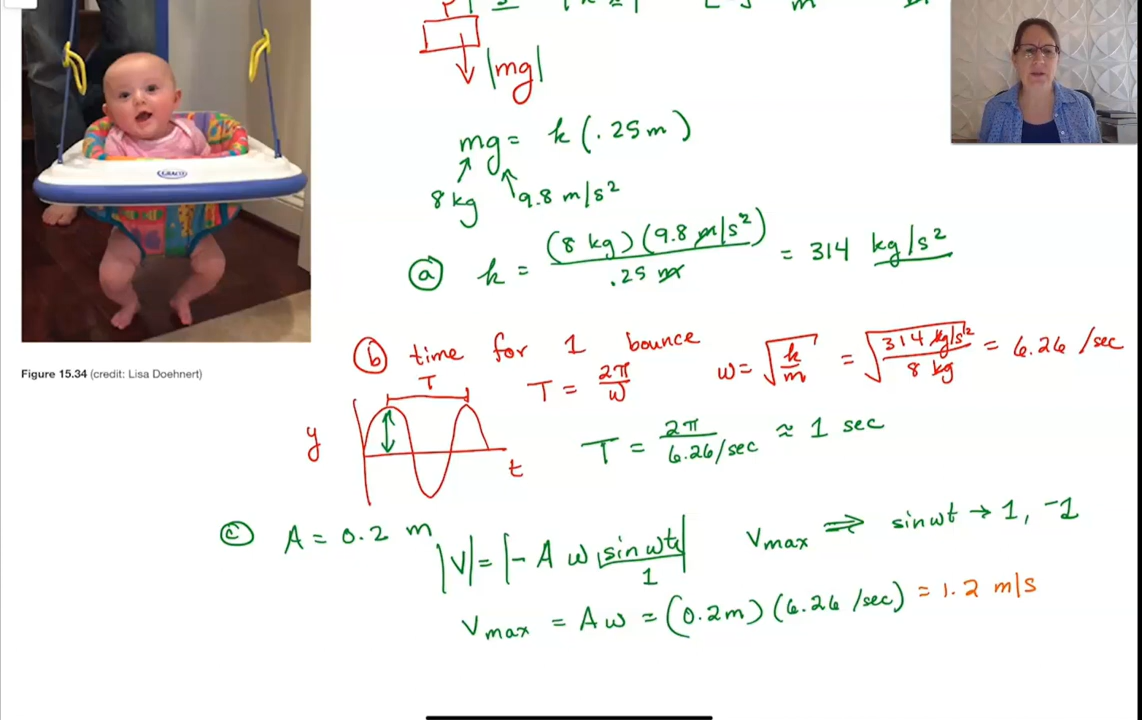 |mg|
mg = k (.25 m)
8 kg 9.8 m/s²
GRACO
ⓐ k = (8 kg) (9.8 m/s²) / .25 m = 314 kg/s²
ⓑ time for 1 bounce
T = 2π/ω ω = √(k/m) = √(314 kg/s² / 8 kg) = 6.26 /sec
Figure 15.34 (credit: Lisa Doehnert)
T
y
t
T = 2π / 6.26/sec ≈ 1 sec
ⓒ A = 0.2 m
|V| = |- A ω sin ωt| Vmax ⇒ sin ωt → 1, -1
1
Vmax = A ω = (0.2m) (6.26 /sec) = 1.2 m/s